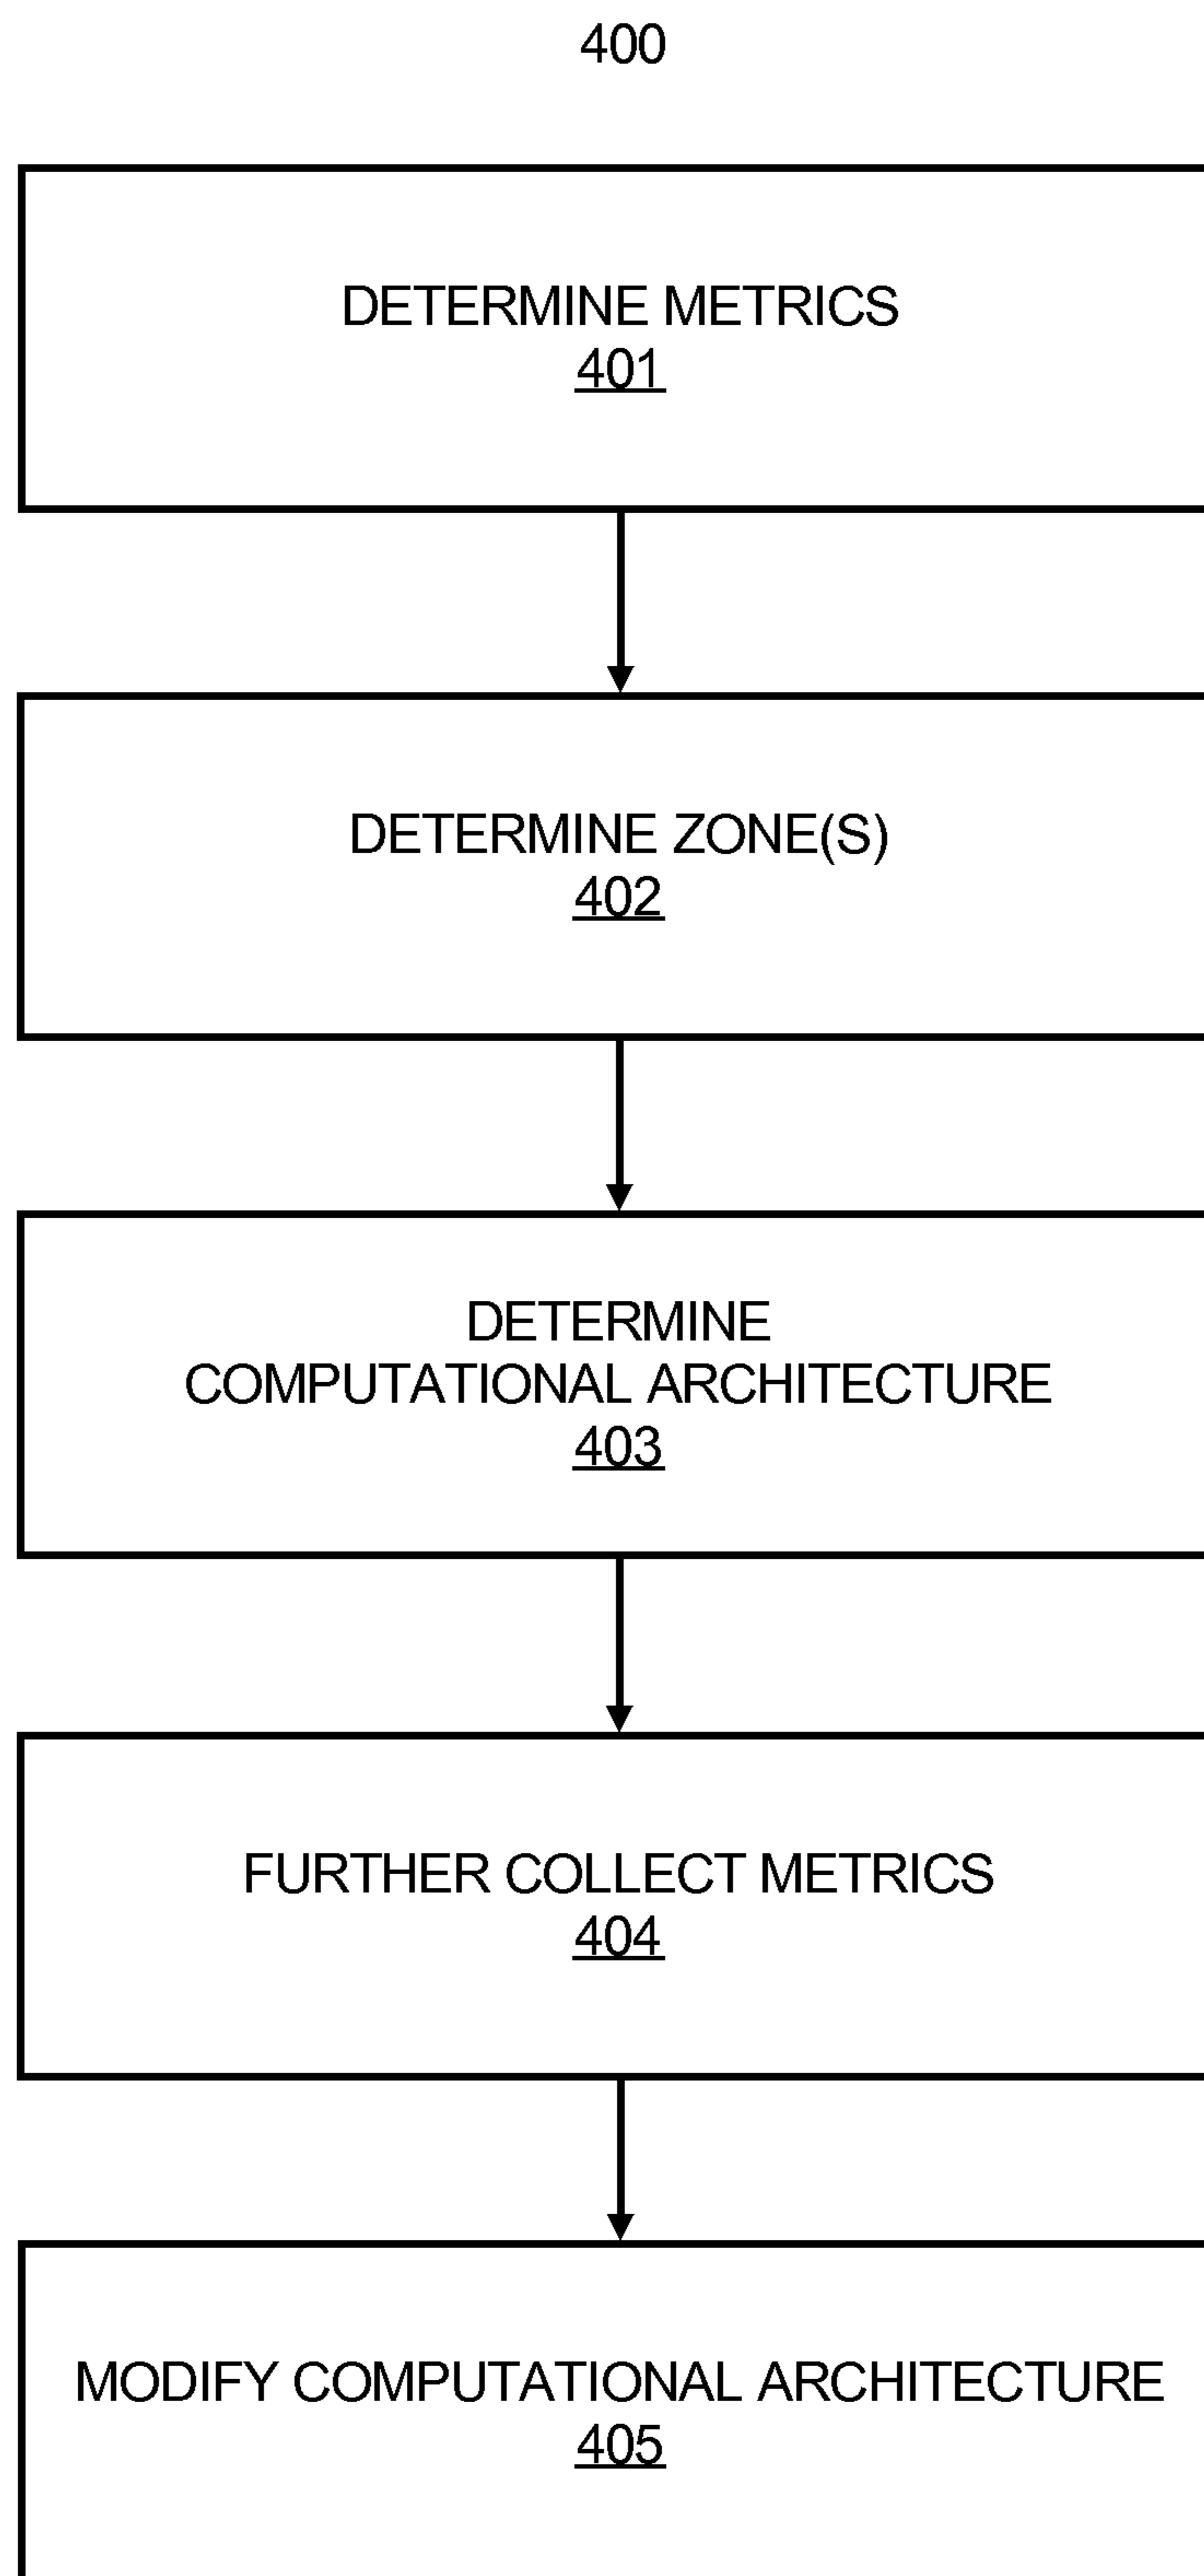 400
DETERMINE METRICS
401
DETERMINE ZONE(S)
402
DETERMINE
COMPUTATIONAL ARCHITECTURE
403
FURTHER COLLECT METRICS
404
MODIFY COMPUTATIONAL ARCHITECTURE
405